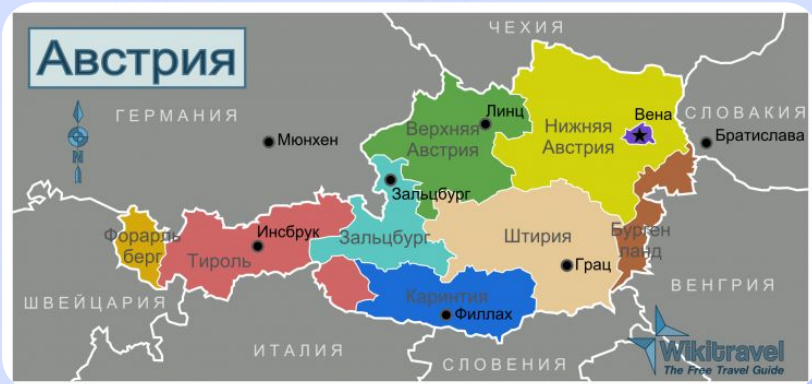 Австрия
ЧЕХИЯ
ГЕРМАНИЯ
Мюнхен
Линц
Верхняя
Австрия
Нижняя
Австрия
Вена
СЛОВАКИЯ
Братислава
N
Зальцбург
Форарль
берг
Тироль
Инсбрук
Зальцбург
Штирия
Бурген
ланд
Грац
Каринтия
Филлах
ШВЕЙЦАРИЯ
ВЕНГРИЯ
ИТАЛИЯ
СЛОВЕНИЯ
Wikitravel
The Free Travel Guide